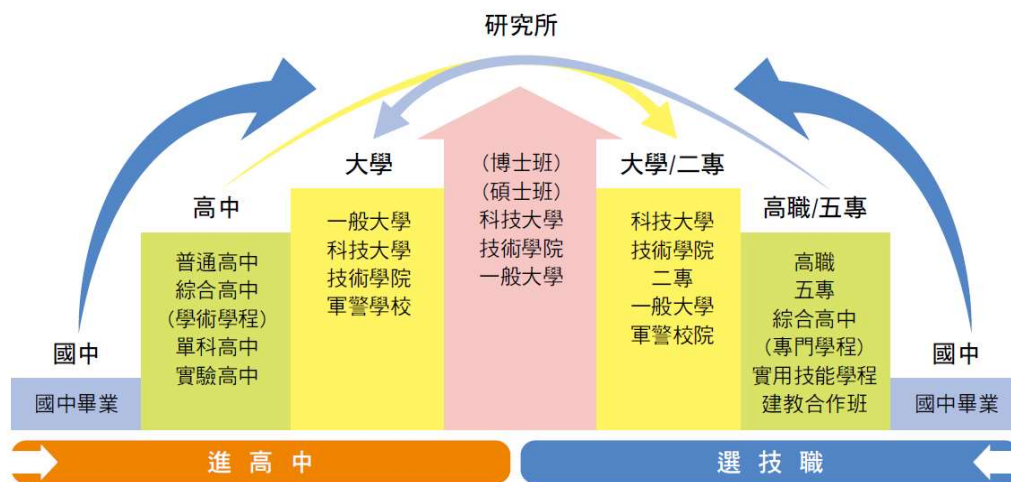 研究所
大學
一般大學
科技大學
技術學院
軍警學校
(博士班)
(碩士班)
科技大學
技術學院
一般大學
大學/二專
科技大學
技術學院
二專
一般大學
軍警校院
高中
普通高中
綜合高中
(學術學程)
單科高中
實驗高中
高職/五專
高職
五專
綜合高中
(專門學程)
實用技能學程
建教合作班
國中
國中畢業
國中
國中畢業
進高中
選技職